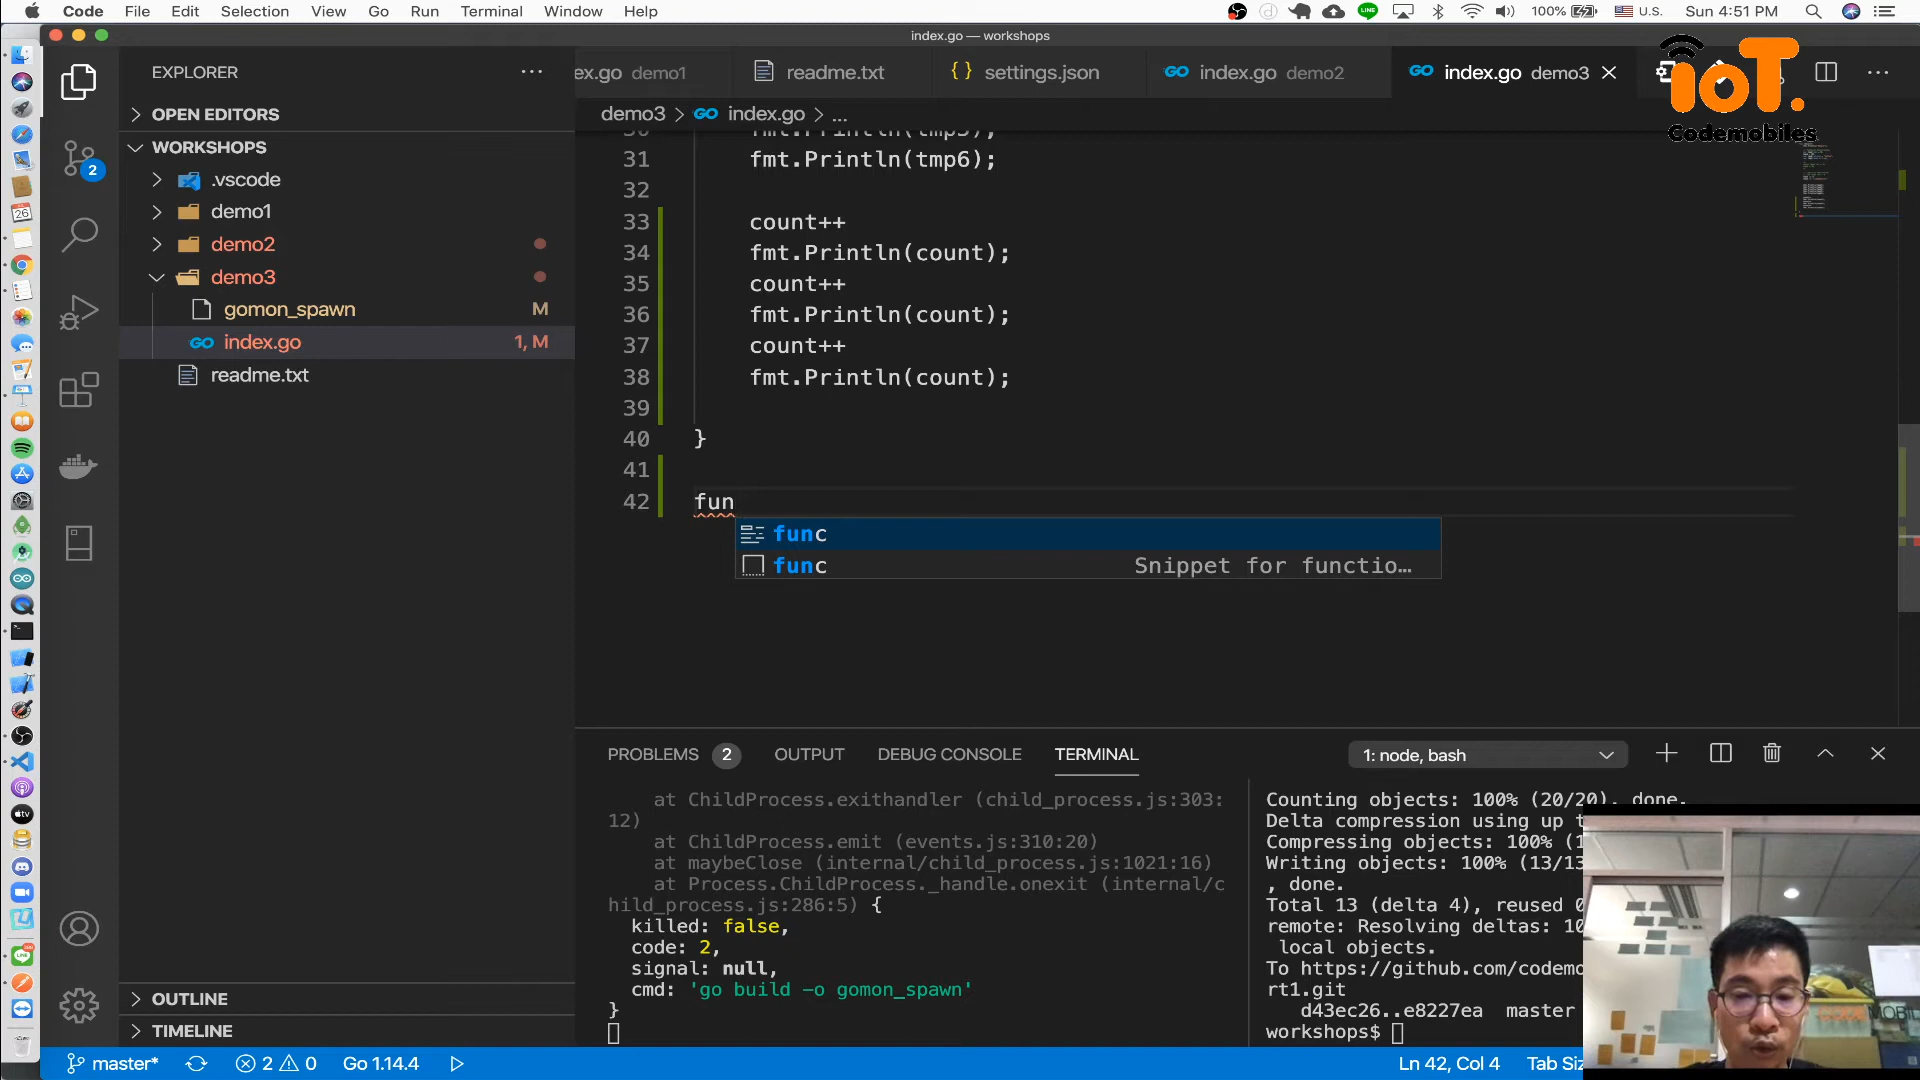 Code File Edit Selection View Go Run Terminal Window Help 100% U.S. Sun 4:51 PM
index.go — workshops
EXPLORER
ex.go demo1 readme.txt settings.json index.go demo2 index.go demo3
IoT.
Codemobiles
OPEN EDITORS
demo3 > index.go > ...
WORKSHOPS
.vscode
demo1
demo2
demo3
gomon_spawn M
index.go 1, M
readme.txt
31 fmt.Println(tmp6);
32
33 count++
34 fmt.Println(count);
35 count++
36 fmt.Println(count);
37 count++
38 fmt.Println(count);
39
40 }
41
42 fun
func
func Snippet for functio…
PROBLEMS 2 OUTPUT DEBUG CONSOLE TERMINAL 1: node, bash
at ChildProcess.exithandler (child_process.js:303:
12)
at ChildProcess.emit (events.js:310:20)
at maybeClose (internal/child_process.js:1021:16)
at Process.ChildProcess._handle.onexit (internal/c
hild_process.js:286:5) {
killed: false,
code: 2,
signal: null,
cmd: 'go build -o gomon_spawn'
}
Counting objects: 100% (20/20), done.
Delta compression using up t
Compressing objects: 100% (1
Writing objects: 100% (13/13
, done.
Total 13 (delta 4), reused 0
remote: Resolving deltas: 10
local objects.
To https://github.com/codemo
rt1.git
d43ec26..e8227ea master
workshops$
OUTLINE
TIMELINE
master* 2 0 Go 1.14.4 Ln 42, Col 4 Tab Siz